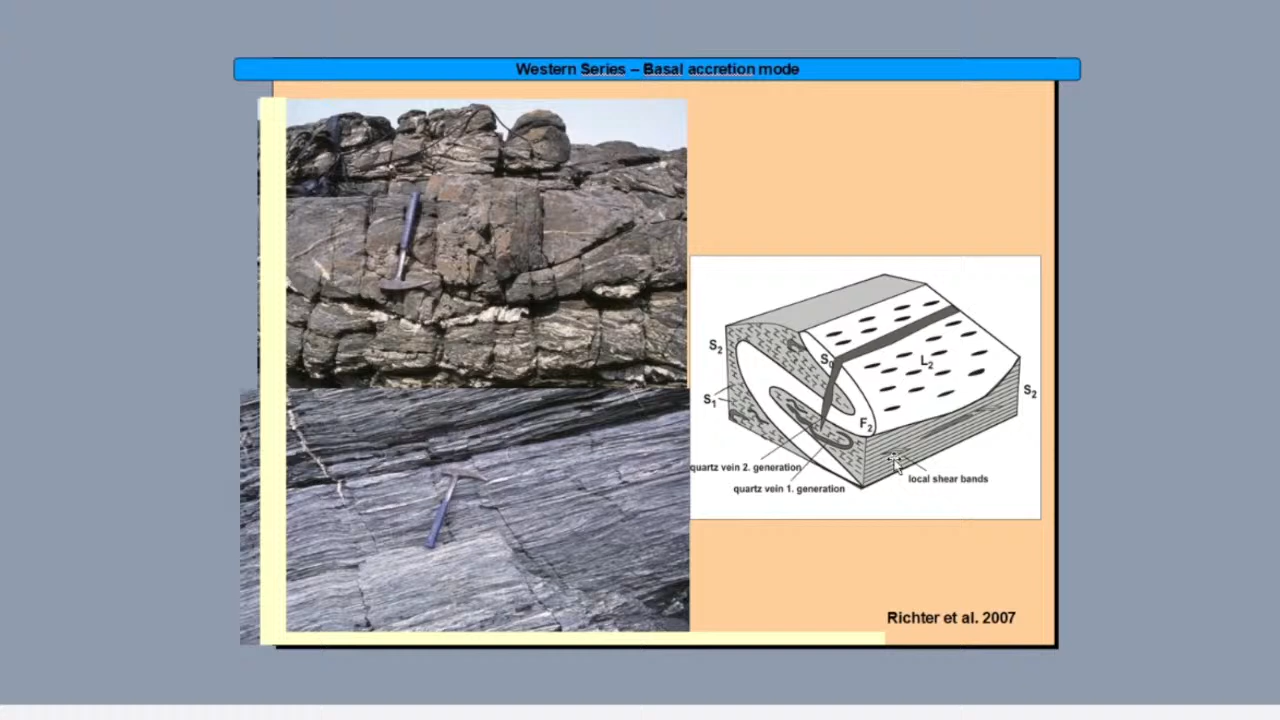 Western Series – Basal accretion mode
S2
S0
L2
S2
S1
F2
quartz vein 2. generation
local shear bands
quartz vein 1. generation
Richter et al. 2007